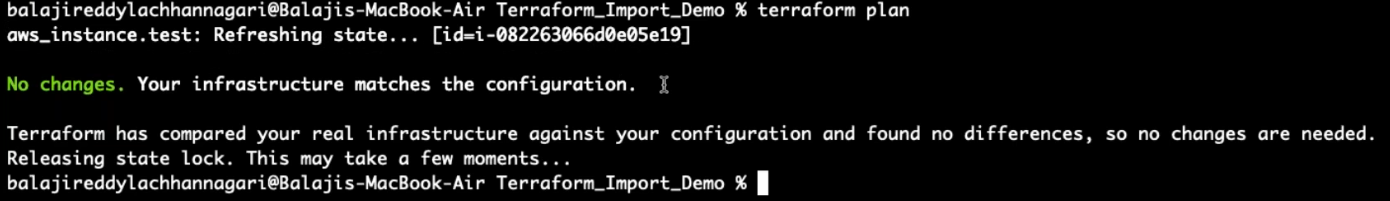 balajireddylachhannagari@Balajis-MacBook-Air Terraform_Import_Demo % terraform plan
aws_instance.test: Refreshing state... [id=i-082263066d0e05e19]
No changes. Your infrastructure matches the configuration.
Terraform has compared your real infrastructure against your configuration and found no differences, so no changes are needed.
Releasing state lock. This may take a few moments...
balajireddylachhannagari@Balajis-MacBook-Air Terraform_Import_Demo %